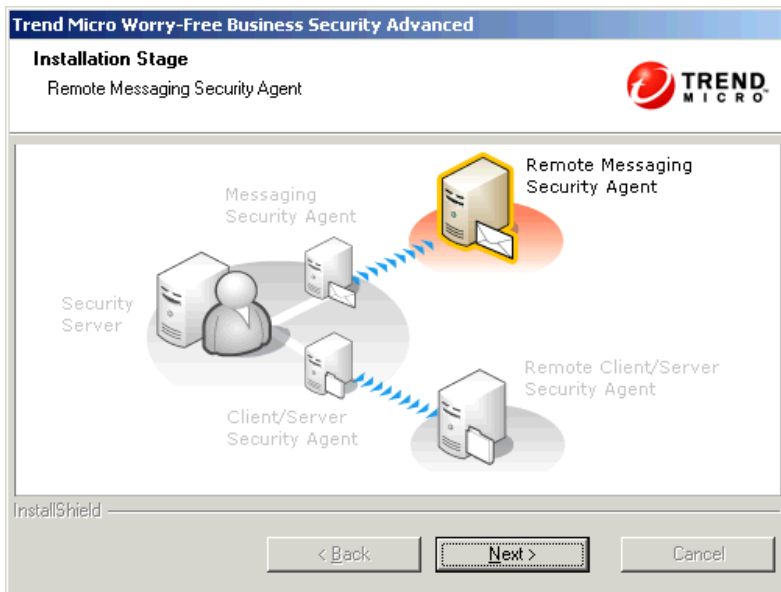 Trend Micro Worry-Free Business Security Advanced
Installation Stage
Remote Messaging Security Agent
TREND
MICRO
Remote Messaging
Security Agent
Messaging
Security Agent
Security
Server
Remote Client/Server
Security Agent
Client/Server
Security Agent
InstallShield
< Back
Next >
Cancel